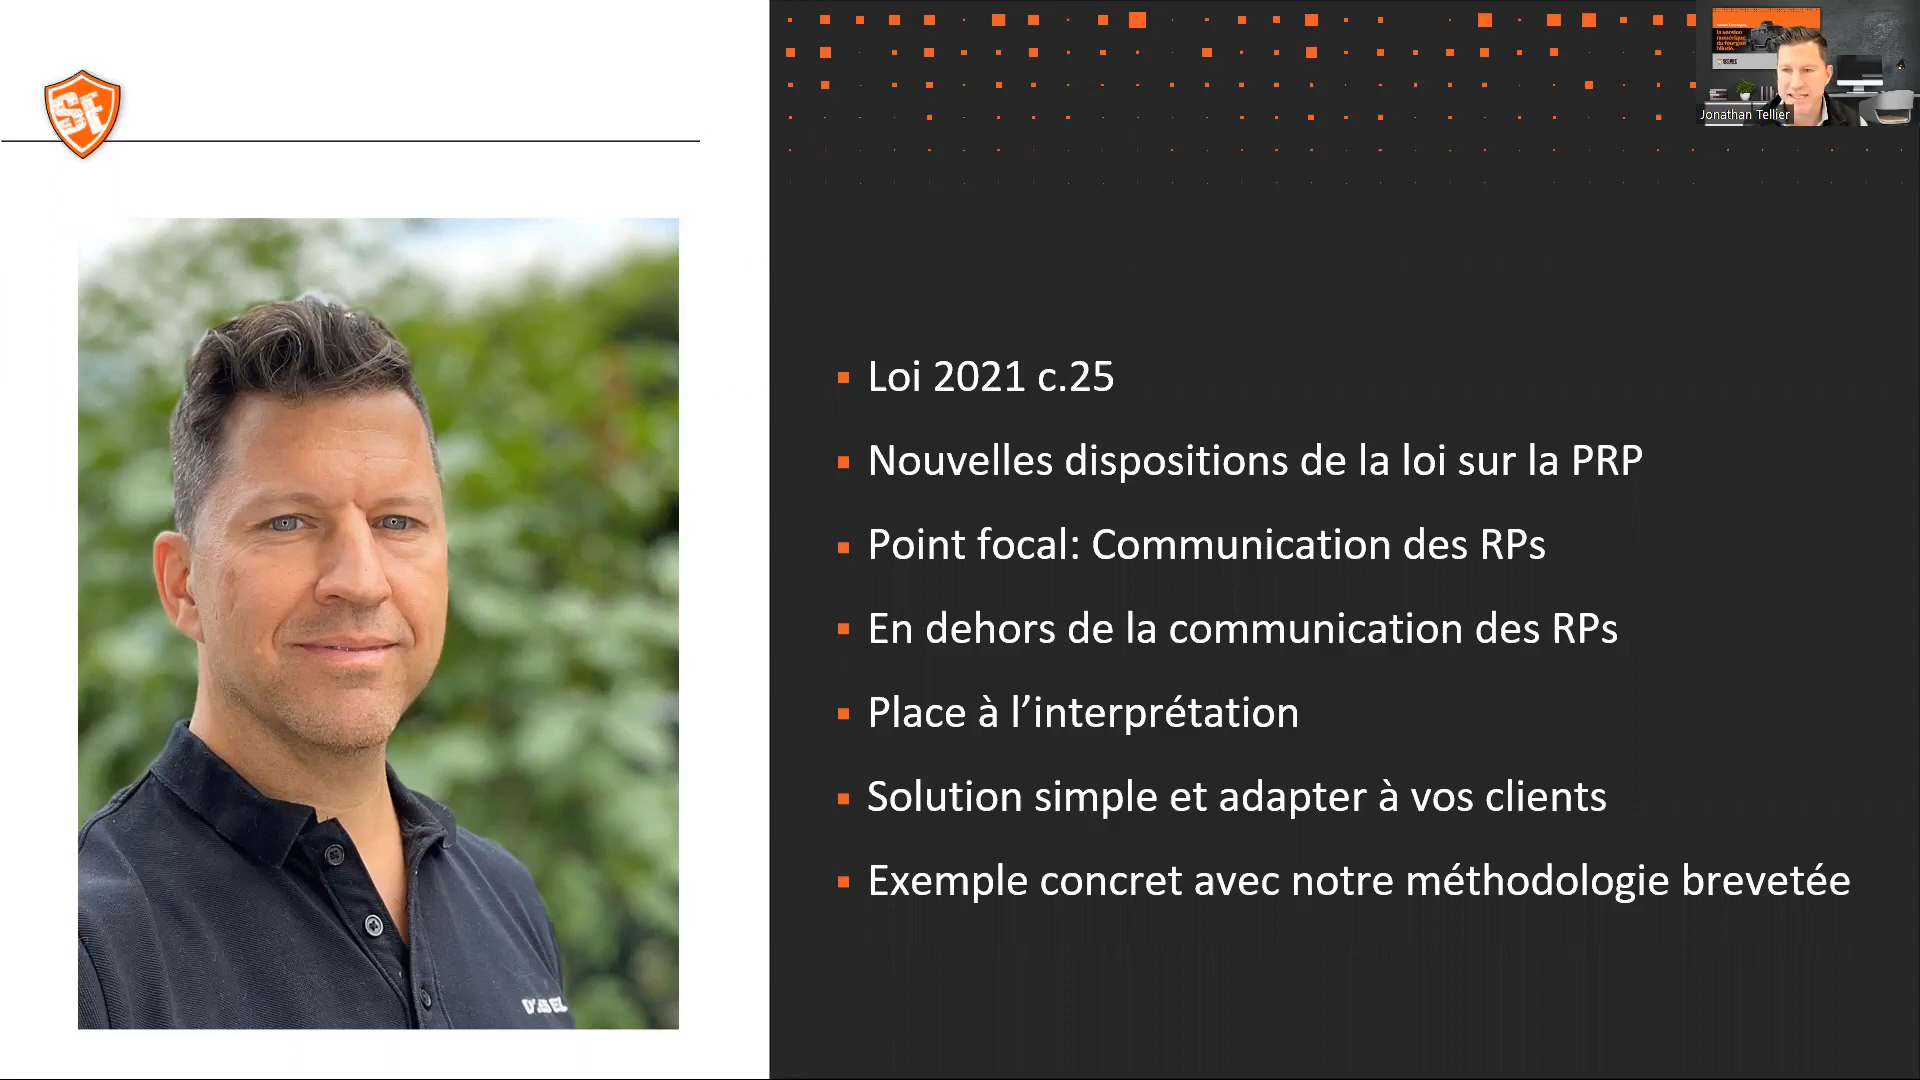 SE
Jonathan Tellier
Loi 2021 c.25
Nouvelles dispositions de la loi sur la PRP
Point focal: Communication des RPs
En dehors de la communication des RPs
Place à l’interprétation
Solution simple et adapter à vos clients
Exemple concret avec notre méthodologie brevetée